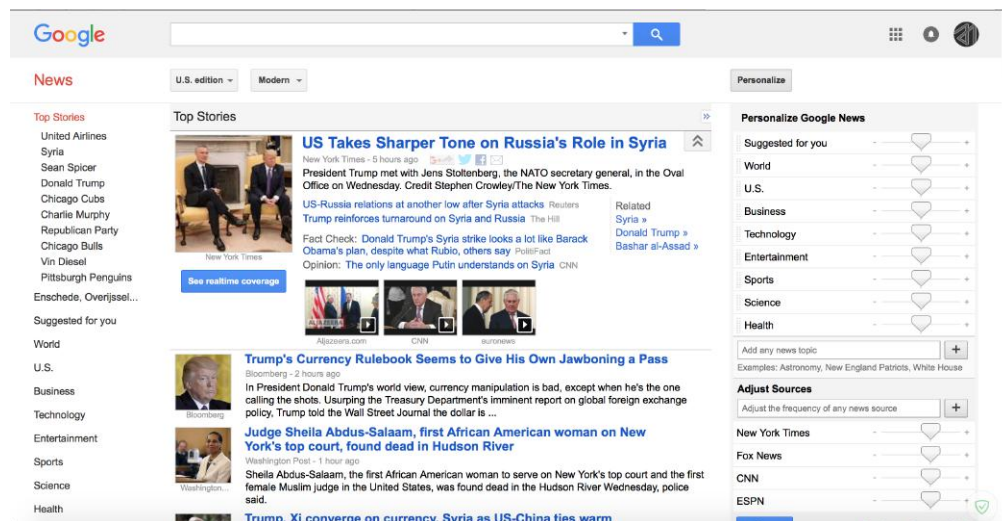 Google
News
U.S. edition
Modern
Personalize
Top Stories
United Airlines
Syria
Sean Spicer
Donald Trump
Chicago Cubs
Charlie Murphy
Republican Party
Chicago Bulls
Vin Diesel
Pittsburgh Penguins
Enschede, Overijssel...
Suggested for you
World
U.S.
Business
Technology
Entertainment
Sports
Science
Health
Top Stories
US Takes Sharper Tone on Russia's Role in Syria
New York Times - 5 hours ago
President Trump met with Jens Stoltenberg, the NATO secretary general, in the Oval
Office on Wednesday. Credit Stephen Crowley/The New York Times.
US-Russia relations at another low after Syria attacks Reuters
Trump reinforces turnaround on Syria and Russia The Hill
Fact Check: Donald Trump's Syria strike looks a lot like Barack
Obama's plan, despite what Rubio, others say PolitiFact
Opinion: The only language Putin understands on Syria CNN
Related
Syria »
Donald Trump »
Bashar al-Assad »
New York Times
See realtime coverage
ALJAZEERA
Aljazeera.com
CNN
euronews
Trump's Currency Rulebook Seems to Give His Own Jawboning a Pass
Bloomberg - 2 hours ago
In President Donald Trump's world view, currency manipulation is bad, except when he's the one
calling the shots. Usurping the Treasury Department's imminent report on global foreign exchange
policy, Trump told the Wall Street Journal the dollar is ...
Bloomberg
Judge Sheila Abdus-Salaam, first African American woman on New
York's top court, found dead in Hudson River
Washington Post - 1 hour ago
Sheila Abdus-Salaam, the first African American woman to serve on New York's top court and the first
female Muslim judge in the United States, was found dead in the Hudson River Wednesday, police
said.
Washington...
Trump, Xi converge on currency, Syria as US-China ties warm
Personalize Google News
Suggested for you - +
World - +
U.S. - +
Business - +
Technology - +
Entertainment - +
Sports - +
Science - +
Health - +
Add any news topic +
Examples: Astronomy, New England Patriots, White House
Adjust Sources
Adjust the frequency of any news source +
New York Times - +
Fox News - +
CNN - +
ESPN - +